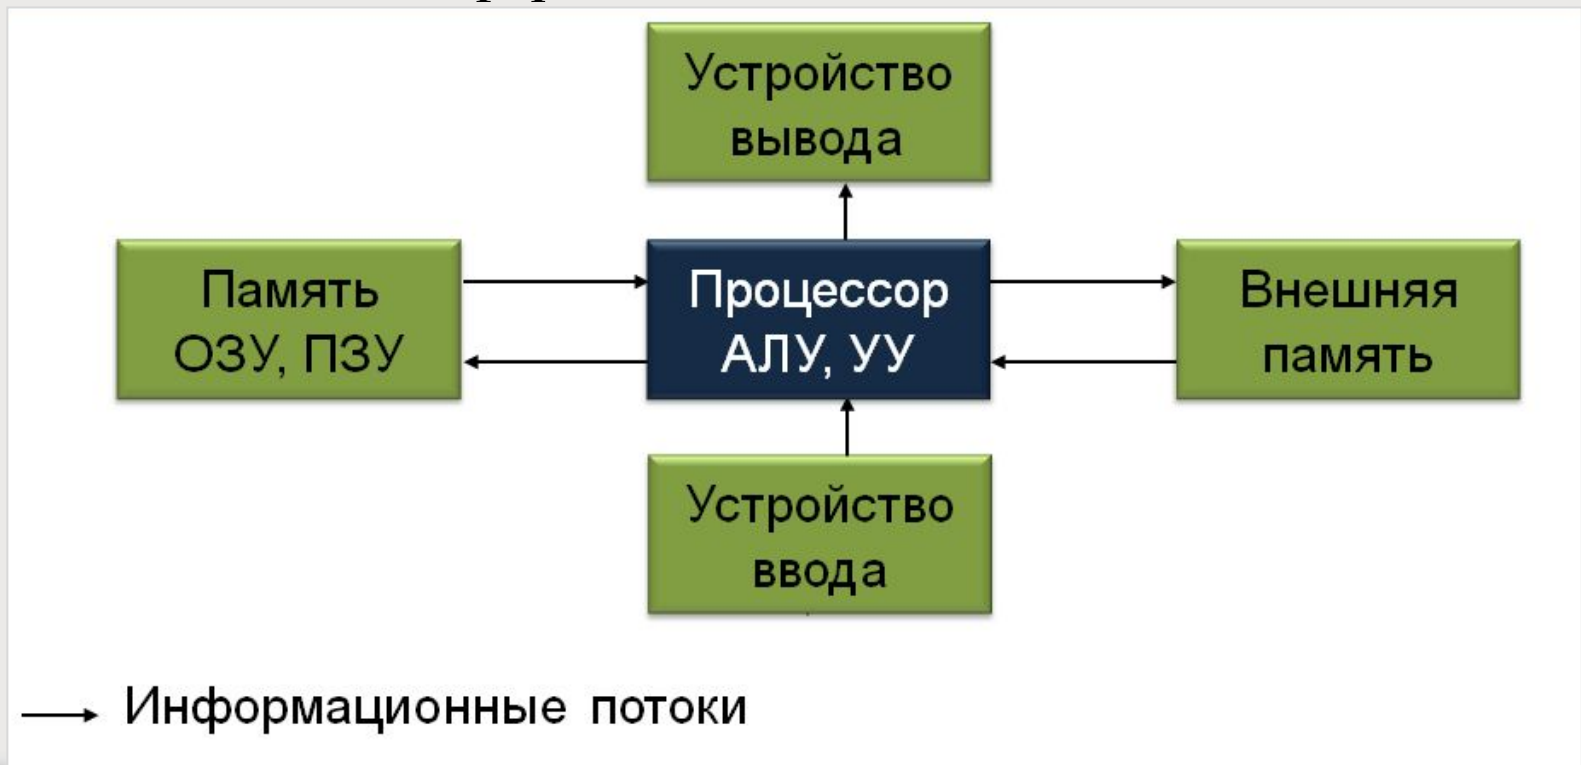 Устройство
вывода
Память
ОЗУ, ПЗУ
Процессор
АЛУ, УУ
Внешняя
память
Устройство
ввода
Информационные потоки